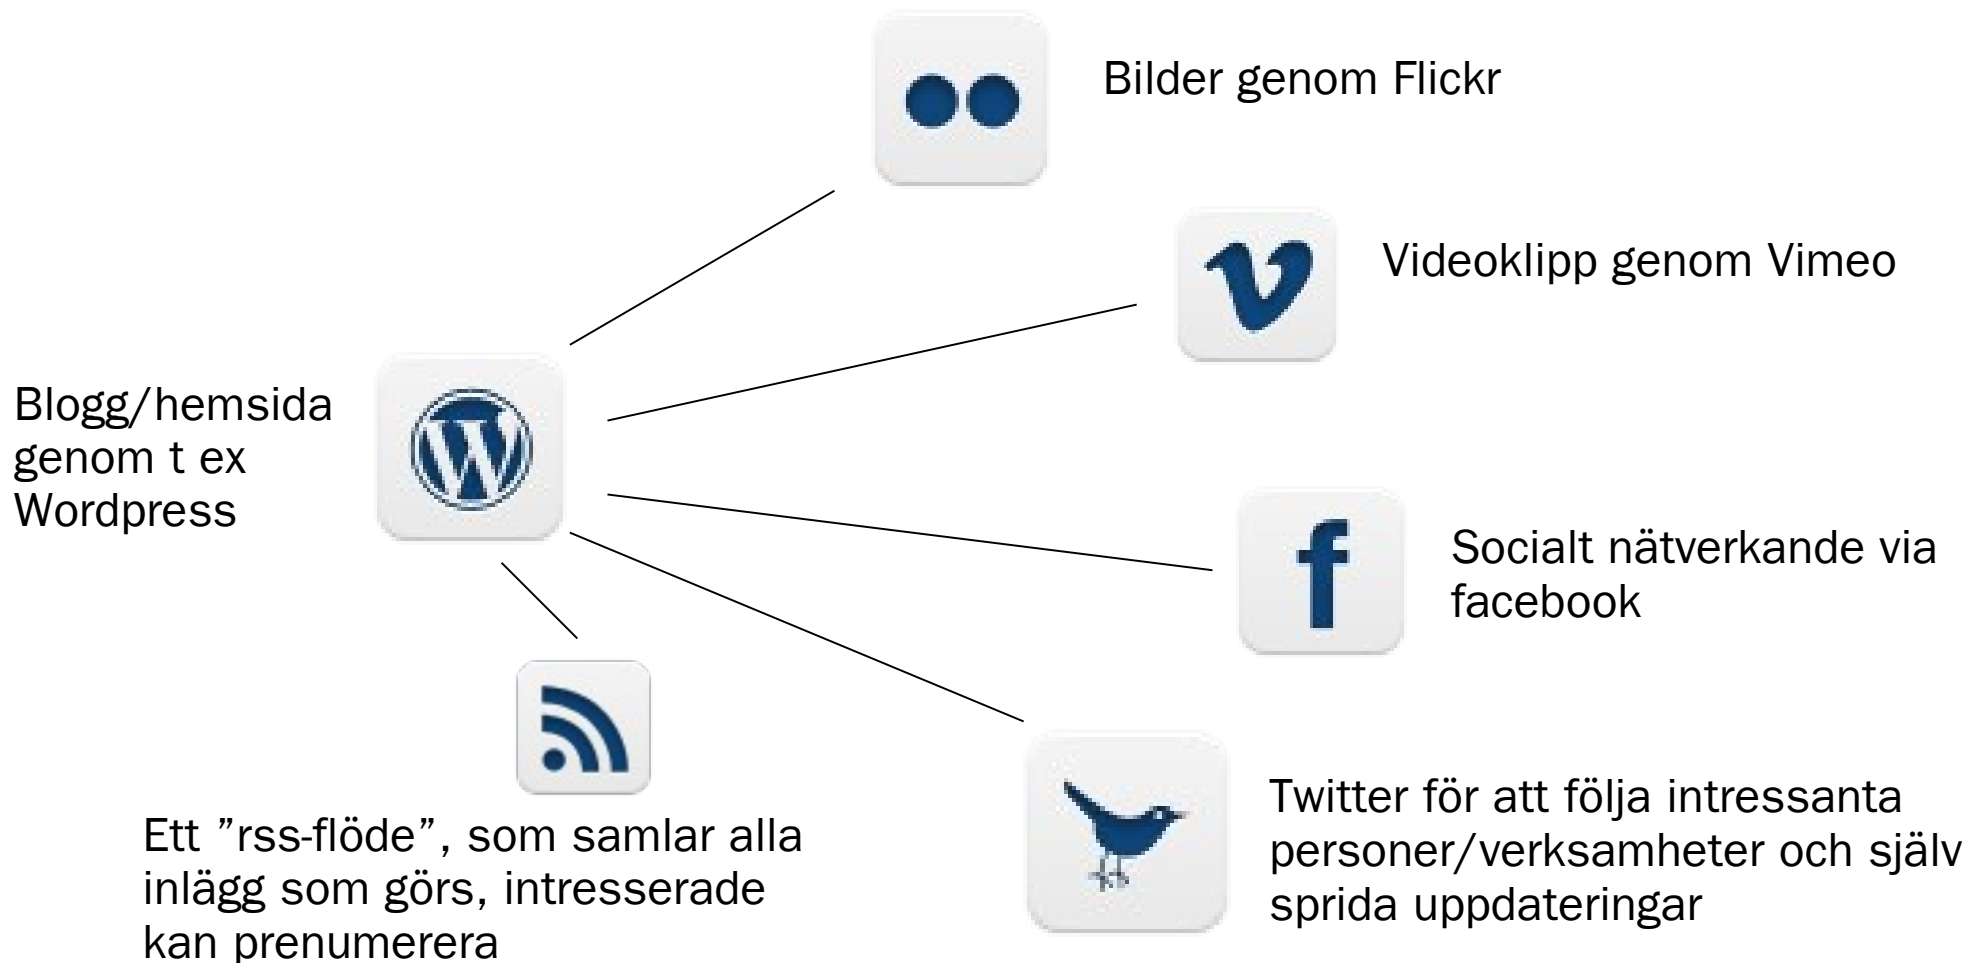 Bilder genom Flickr
Videoklipp genom Vimeo
Blogg/hemsida
genom t ex
Wordpress
Socialt nätverkande via
facebook
Twitter för att följa intressanta
personer/verksamheter och själv
sprida uppdateringar
Ett ”rss-flöde”, som samlar alla
inlägg som görs, intresserade
kan prenumerera